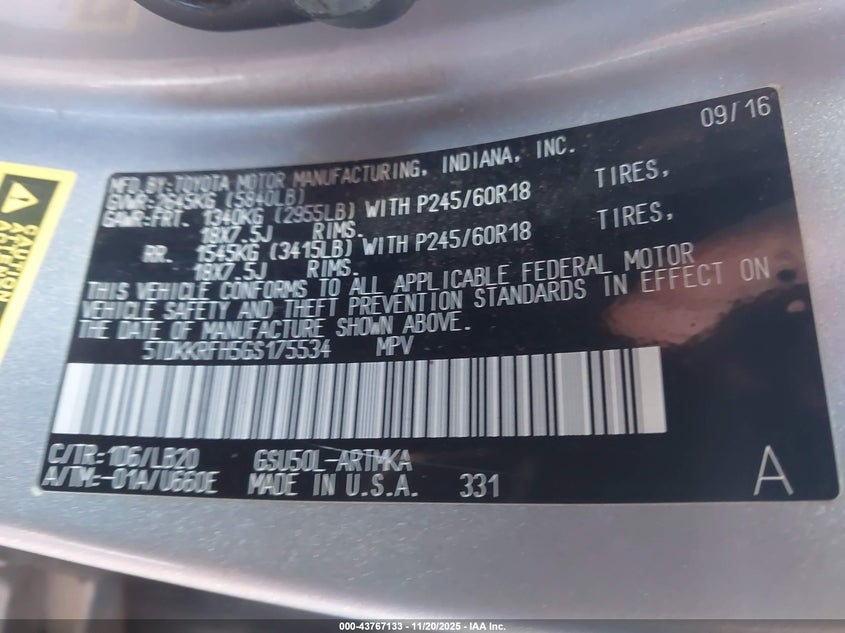 09/16
MFD.BY:TOYOTA MOTOR MANUFACTURING, INDIANA, INC.
GVWR:2645KG (5840LB)
GAWR:FRT. 1340KG (2955LB) WITH P245/60R18 TIRES,
18X7.5J RIMS.
RR. 1545KG (3415LB) WITH P245/60R18 TIRES,
18X7.5J RIMS.
THIS VEHICLE CONFORMS TO ALL APPLICABLE FEDERAL MOTOR
VEHICLE SAFETY AND THEFT PREVENTION STANDARDS IN EFFECT ON
THE DATE OF MANUFACTURE SHOWN ABOVE.
5TDKKRFH5GS175534 MPV
C/TR:1D6/LB20 GSU50L-ARTMKA
A/TM:-01A/U660E MADE IN U.S.A. 331
A
CAUTION
000-43767133 - 11/20/2025 - IAA Inc.